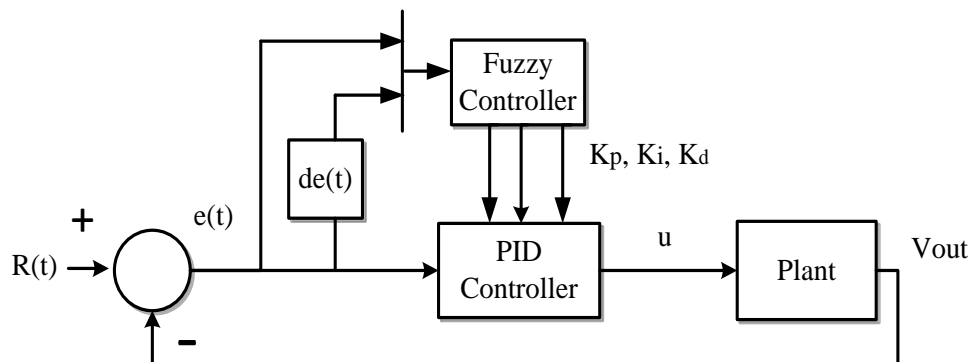 Fuzzy
Controller
Kp, Ki, Kd
de(t)
e(t)
+
R(t)
PID
Controller
u
Plant
Vout
-